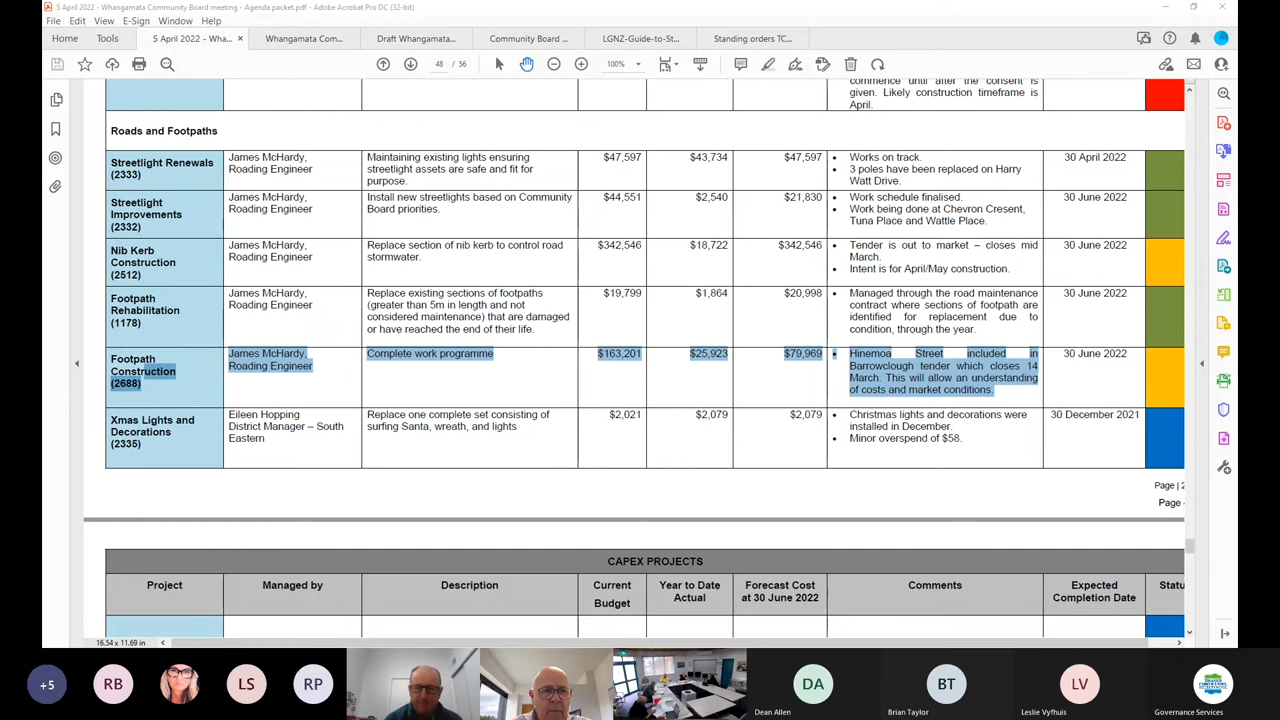 5 April 2022 - Whangamata Community Board meeting - Agenda packet.pdf - Adobe Acrobat Pro DC (32-bit)
File Edit View E-Sign Window Help
Home Tools 5 April 2022 - Wha... × Whangamata Com... Draft Whangamata... Community Board ... LGNZ-Guide-to-St... Standing orders TC...
48 / 56 100%
commence until after the consent is
given. Likely construction timeframe is
April.
Roads and Footpaths
Streetlight Renewals
(2333)
James McHardy,
Roading Engineer
Maintaining existing lights ensuring
streetlight assets are safe and fit for
purpose.
$47,597 $43,734 $47,597
• Works on track.
• 3 poles have been replaced on Harry
Watt Drive.
30 April 2022
Streetlight
Improvements
(2332)
James McHardy,
Roading Engineer
Install new streetlights based on Community
Board priorities.
$44,551 $2,540 $21,830
• Work schedule finalised.
• Work being done at Chevron Cresent,
Tuna Place and Wattle Place.
30 June 2022
Nib Kerb
Construction
(2512)
James McHardy,
Roading Engineer
Replace section of nib kerb to control road
stormwater.
$342,546 $18,722 $342,546
• Tender is out to market – closes mid
March.
• Intent is for April/May construction.
30 June 2022
Footpath
Rehabilitation
(1178)
James McHardy,
Roading Engineer
Replace existing sections of footpaths
(greater than 5m in length and not
considered maintenance) that are damaged
or have reached the end of their life.
$19,799 $1,864 $20,998
• Managed through the road maintenance
contract where sections of footpath are
identified for replacement due to
condition, through the year.
30 June 2022
Footpath
Construction
(2688)
James McHardy,
Roading Engineer
Complete work programme
$163,201 $25,923 $79,969
• Hinemoa Street included in
Barrowclough tender which closes 14
March. This will allow an understanding
of costs and market conditions.
30 June 2022
Xmas Lights and
Decorations
(2335)
Eileen Hopping
District Manager – South
Eastern
Replace one complete set consisting of
surfing Santa, wreath, and lights
$2,021 $2,079 $2,079
• Christmas lights and decorations were
installed in December.
• Minor overspend of $58.
30 December 2021
Page | 2
Page
CAPEX PROJECTS
Project
Managed by
Description
Current
Budget
Year to Date
Actual
Forecast Cost
at 30 June 2022
Comments
Expected
Completion Date
Statu
16.54 x 11.69 in
+5 RB LS RP DA BT LV
Dean Allen Brian Taylor Leslie Vyfhuis Governance Services